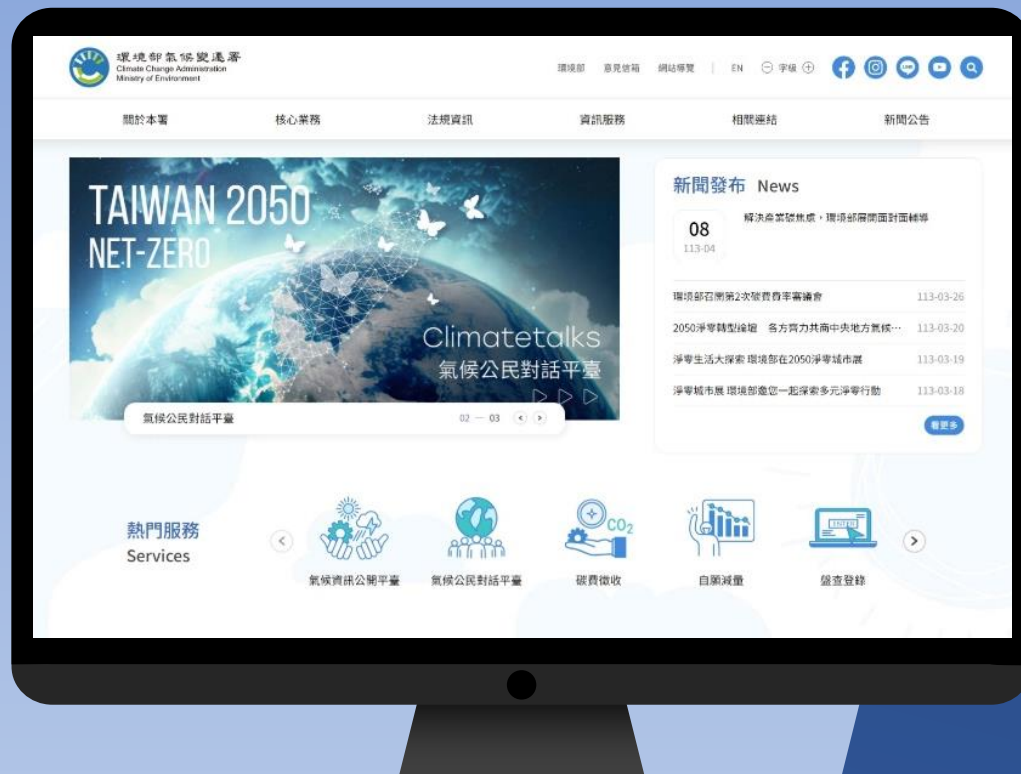 環境部氣候變遷署
Climate Change Administration
Ministry of Environment
環境部 意見信箱 網站導覽 | EN 字級
關於本署 核心業務 法規資訊 資訊服務 相關連結 新聞公告
TAIWAN 2050
NET-ZERO
Climatetalks
氣候公民對話平臺
氣候公民對話平臺 02 — 03
新聞發布 News
08
113-04
解決產業碳焦慮，環境部展開面對面輔導
環境部召開第2次碳費費率審議會 113-03-26
2050淨零轉型論壇 各方齊力共商中央地方氣候… 113-03-20
淨零生活大探索 環境部在2050淨零城市展 113-03-19
淨零城市展 環境部邀您一起探索多元淨零行動 113-03-18
看更多
熱門服務
Services
CO₂
ENTER
氣候資訊公開平臺 氣候公民對話平臺 碳費徵收 自願減量 盤查登錄